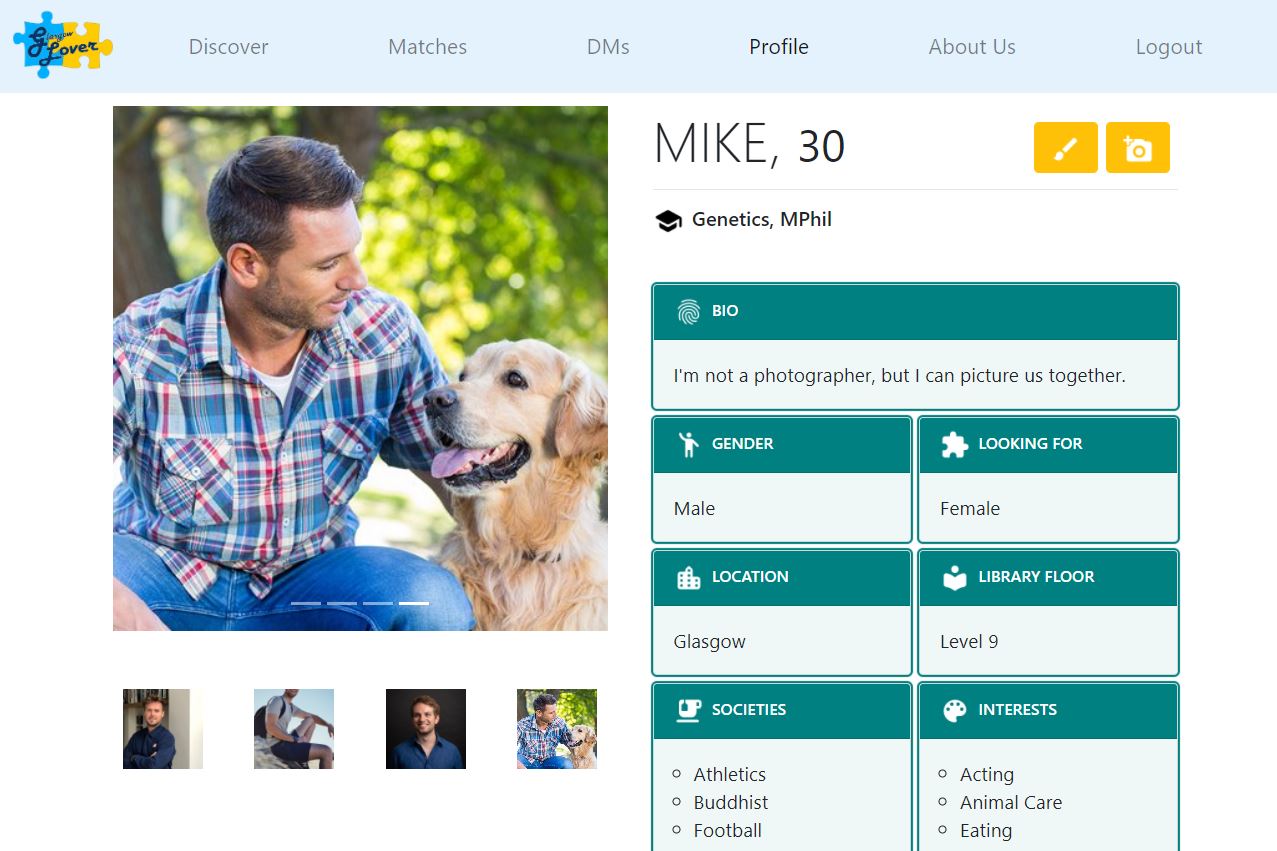 Glasgow
Lover
Discover
Matches
DMs
Profile
About Us
Logout
MIKE, 30
Genetics, MPhil
BIO
I'm not a photographer, but I can picture us together.
GENDER
LOOKING FOR
Male
Female
LOCATION
LIBRARY FLOOR
Glasgow
Level 9
SOCIETIES
INTERESTS
Athletics
Buddhist
Football
Acting
Animal Care
Eating